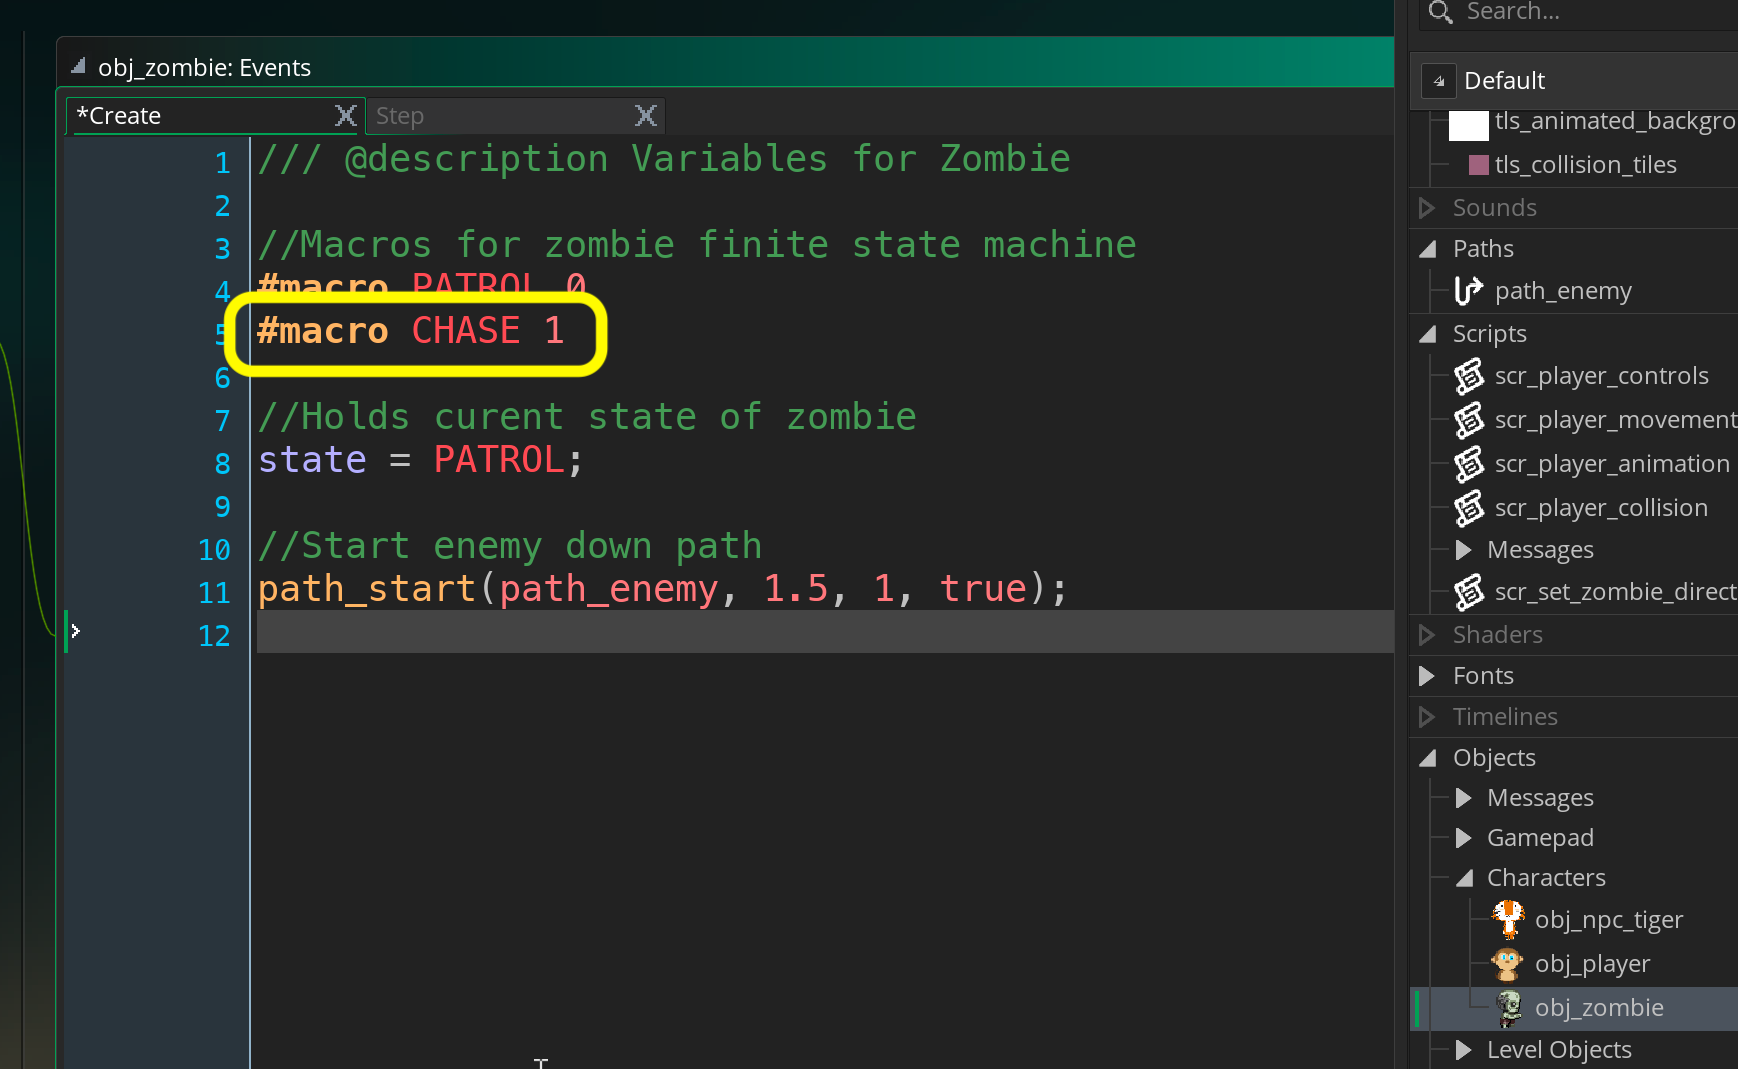 Search...
obj_zombie: Events
*Create
Step
1 /// @description Variables for Zombie
2
3 //Macros for zombie finite state machine
4 #macro PATROL 0
5 #macro CHASE 1
6
7 //Holds curent state of zombie
8 state = PATROL;
9
10 //Start enemy down path
11 path_start(path_enemy, 1.5, 1, true);
12
Default
tls_animated_backgro
tls_collision_tiles
Sounds
Paths
path_enemy
Scripts
scr_player_controls
scr_player_movement
scr_player_animation
scr_player_collision
Messages
scr_set_zombie_direct
Shaders
Fonts
Timelines
Objects
Messages
Gamepad
Characters
obj_npc_tiger
obj_player
obj_zombie
Level Objects